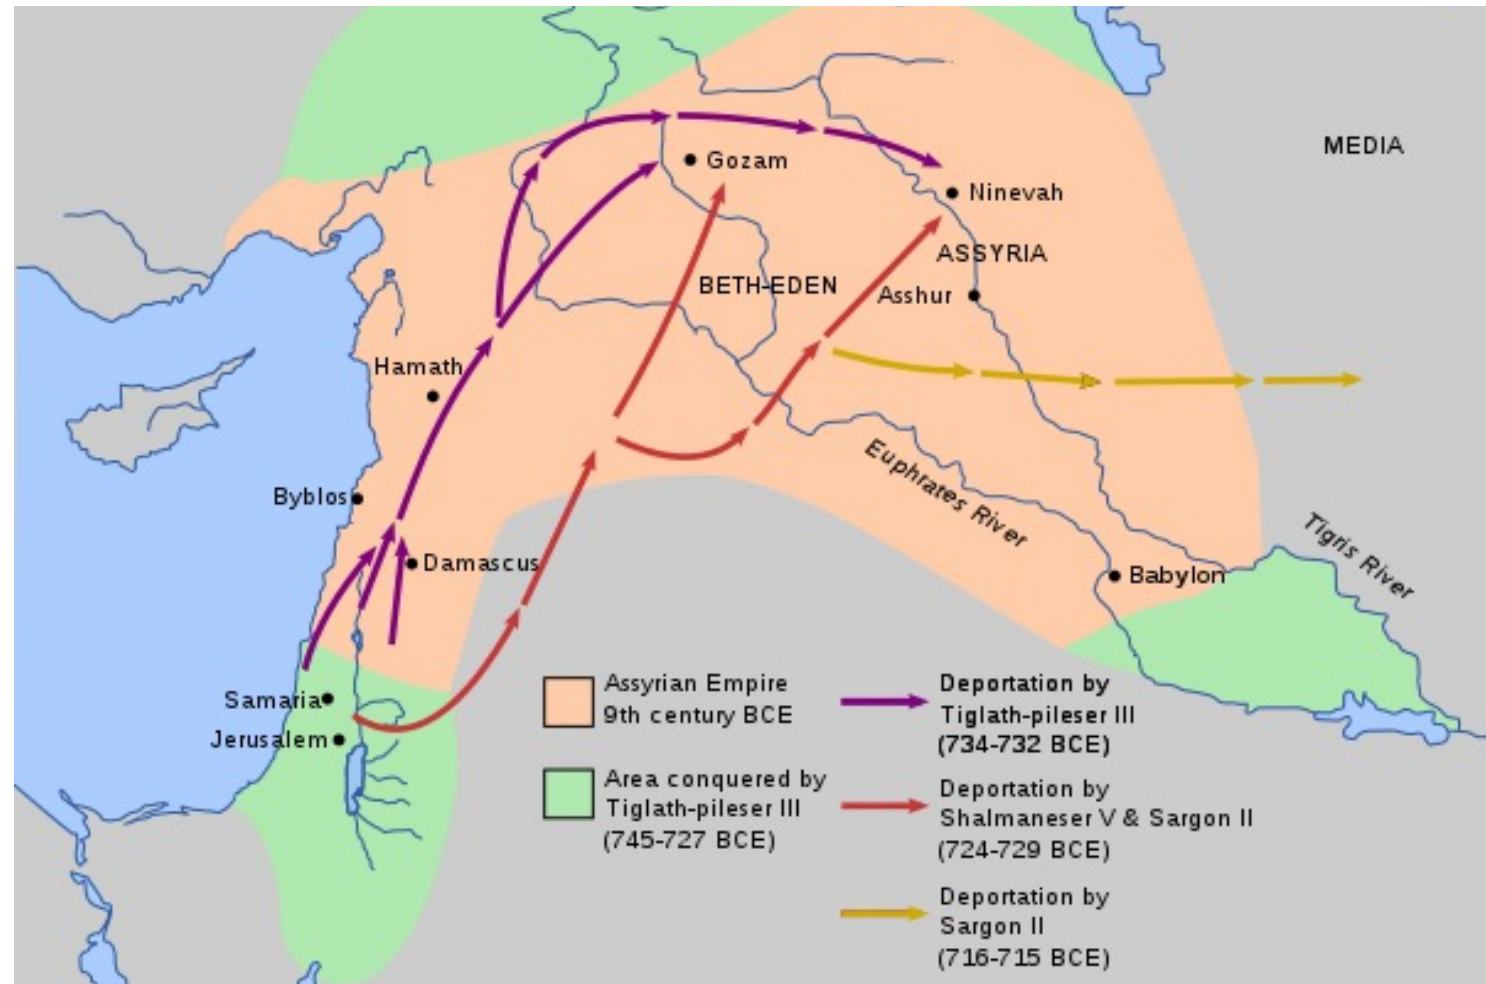 MEDIA
Gozam
Ninevah
ASSYRIA
BETH-EDEN
Asshur
Hamath
Euphrates River
Byblos
Tigris River
Damascus
Babylon
Samaria
Jerusalem
Assyrian Empire
9th century BCE
Area conquered by
Tiglath-pileser III
(745-727 BCE)
Deportation by
Tiglath-pileser III
(734-732 BCE)
Deportation by
Shalmaneser V & Sargon II
(724-729 BCE)
Deportation by
Sargon II
(716-715 BCE)